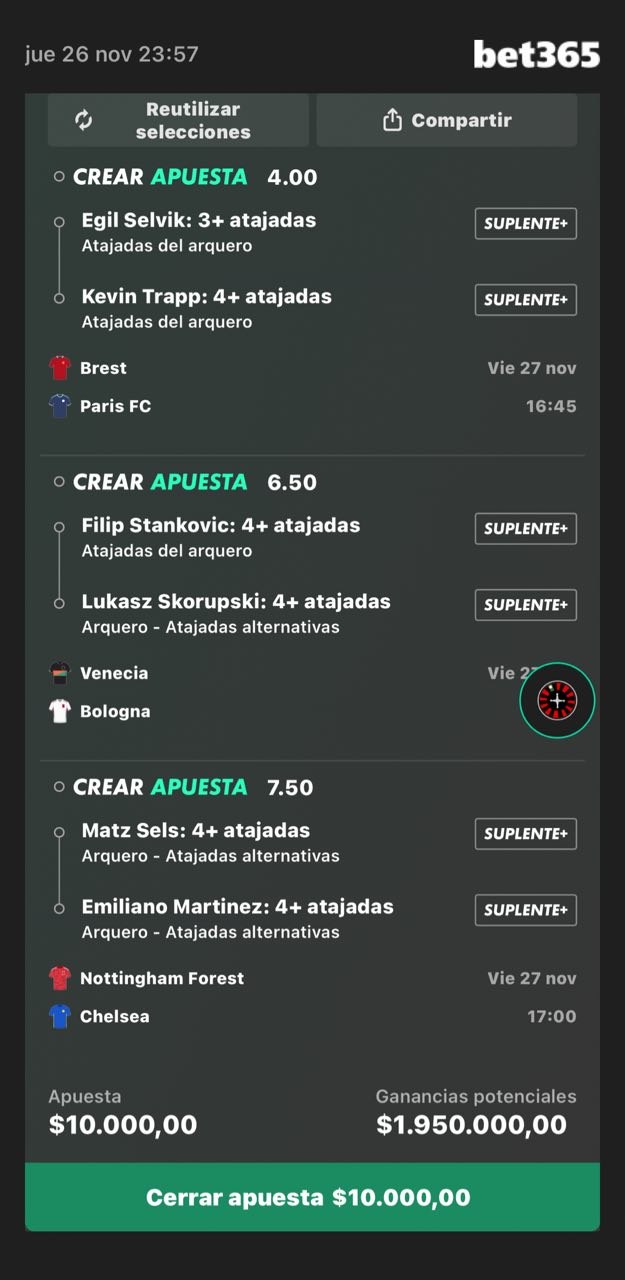 jue 26 nov 23:57
bet365
Reutilizar
selecciones
Compartir
CREAR APUESTA 4.00
Egil Selvik: 3+ atajadas
SUPLENTE+
Atajadas del arquero
Kevin Trapp: 4+ atajadas
SUPLENTE+
Atajadas del arquero
Brest
Vie 27 nov
Paris FC
16:45
CREAR APUESTA 6.50
Filip Stankovic: 4+ atajadas
SUPLENTE+
Atajadas del arquero
Lukasz Skorupski: 4+ atajadas
SUPLENTE+
Arquero - Atajadas alternativas
Venecia
Vie
Bologna
CREAR APUESTA 7.50
Matz Sels: 4+ atajadas
SUPLENTE+
Arquero - Atajadas alternativas
Emiliano Martinez: 4+ atajadas
SUPLENTE+
Arquero - Atajadas alternativas
Nottingham Forest
Vie 27 nov
Chelsea
17:00
Apuesta
Ganancias potenciales
$10.000,00
$1.950.000,00
Cerrar apuesta $10.000,00